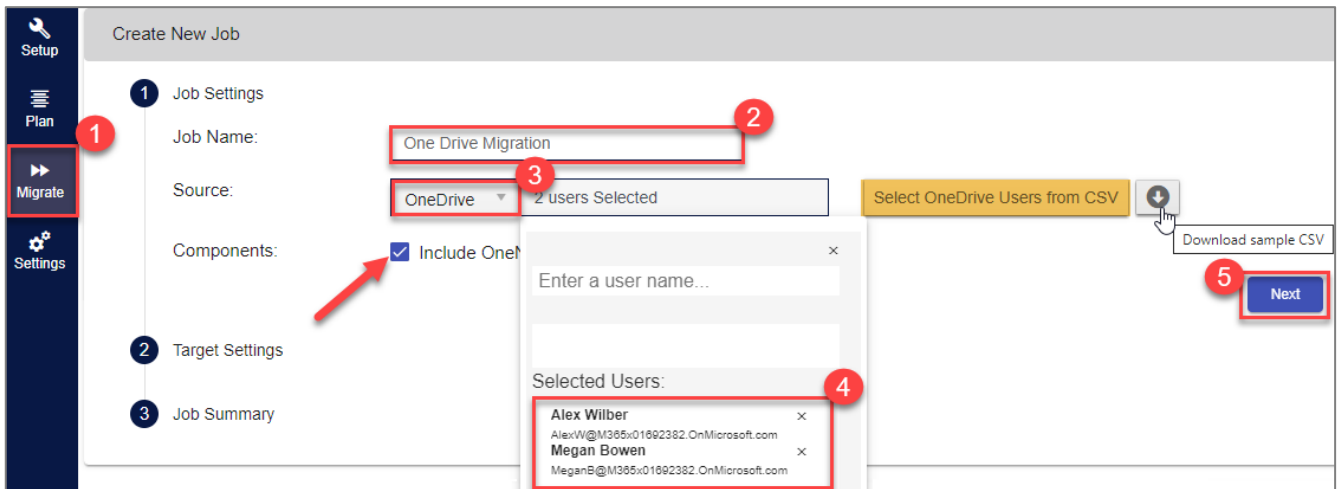 Setup
Plan
1
Migrate
Settings
Create New Job
1 Job Settings
Job Name: One Drive Migration 2
Source: OneDrive 3 2 users Selected Select OneDrive Users from CSV
Download sample CSV
Components: Include OneN
Enter a user name...
5 Next
2 Target Settings
Selected Users: 4
3 Job Summary
Alex Wilber
AlexW@M365x01692382.OnMicrosoft.com
Megan Bowen
MeganB@M365x01692382.OnMicrosoft.com